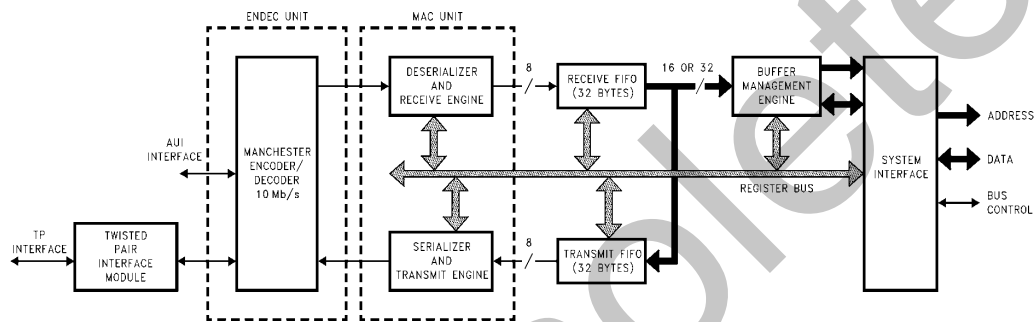 ENDEC UNIT
MAC UNIT
DESERIALIZER
AND
RECEIVE ENGINE
8
RECEIVE FIFO
(32 BYTES)
16 OR 32
BUFFER
MANAGEMENT
ENGINE
AUI
INTERFACE
MANCHESTER
ENCODER/
DECODER
10 Mb/s
REGISTER BUS
SYSTEM
INTERFACE
ADDRESS
DATA
BUS
CONTROL
TP
INTERFACE
TWISTED
PAIR
INTERFACE
MODULE
SERIALIZER
AND
TRANSMIT ENGINE
8
TRANSMIT FIFO
(32 BYTES)
olete